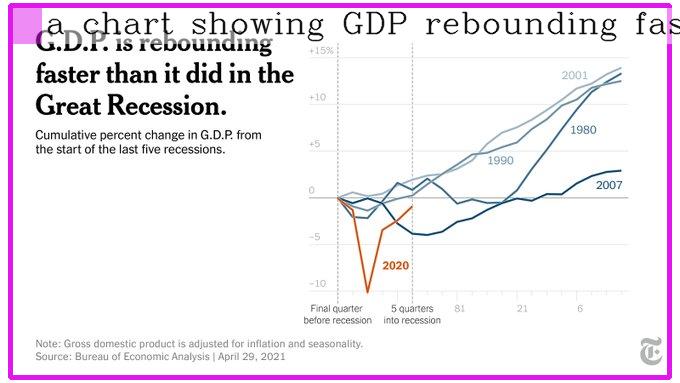 a chart showing GDP rebounding fas
G.D.P. is rebounding
faster than it did in the
Great Recession.
Cumulative percent change in G.D.P. from
the start of the last five recessions.
+15%
+10
+5
0
–5
–10
2001
1980
1990
2007
2020
Final quarter
before recession
5 quarters
into recession
81
21
6
Note: Gross domestic product is adjusted for inflation and seasonality.
Source: Bureau of Economic Analysis | April 29, 2021
T